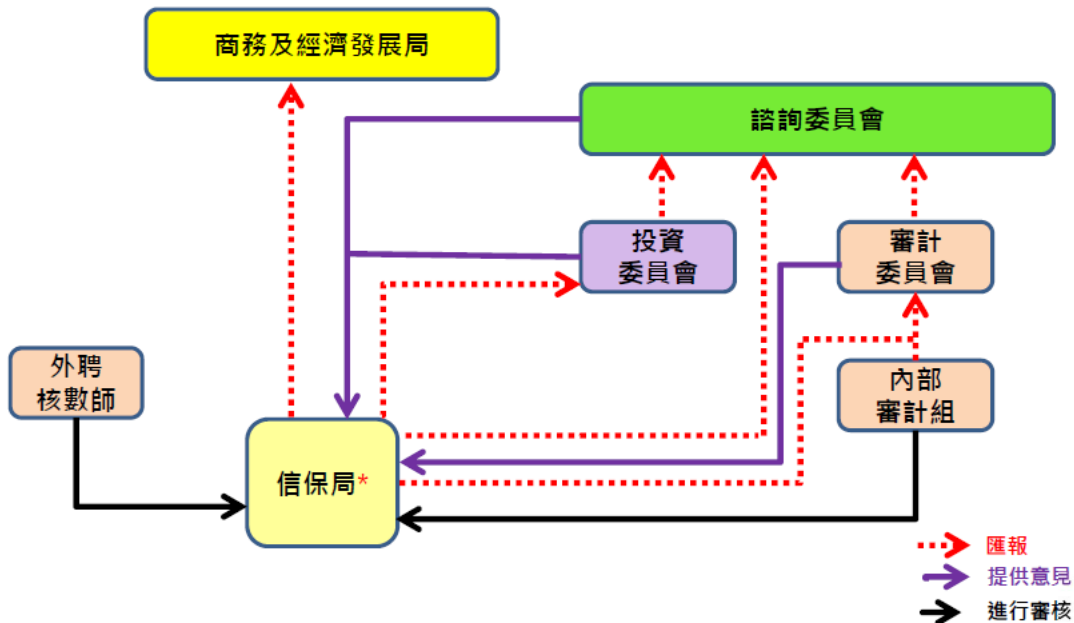 商務及經濟發展局
諮詢委員會
投資
委員會
審計
委員會
外聘
核數師
內部
審計組
信保局*
匯報
提供意見
進行審核